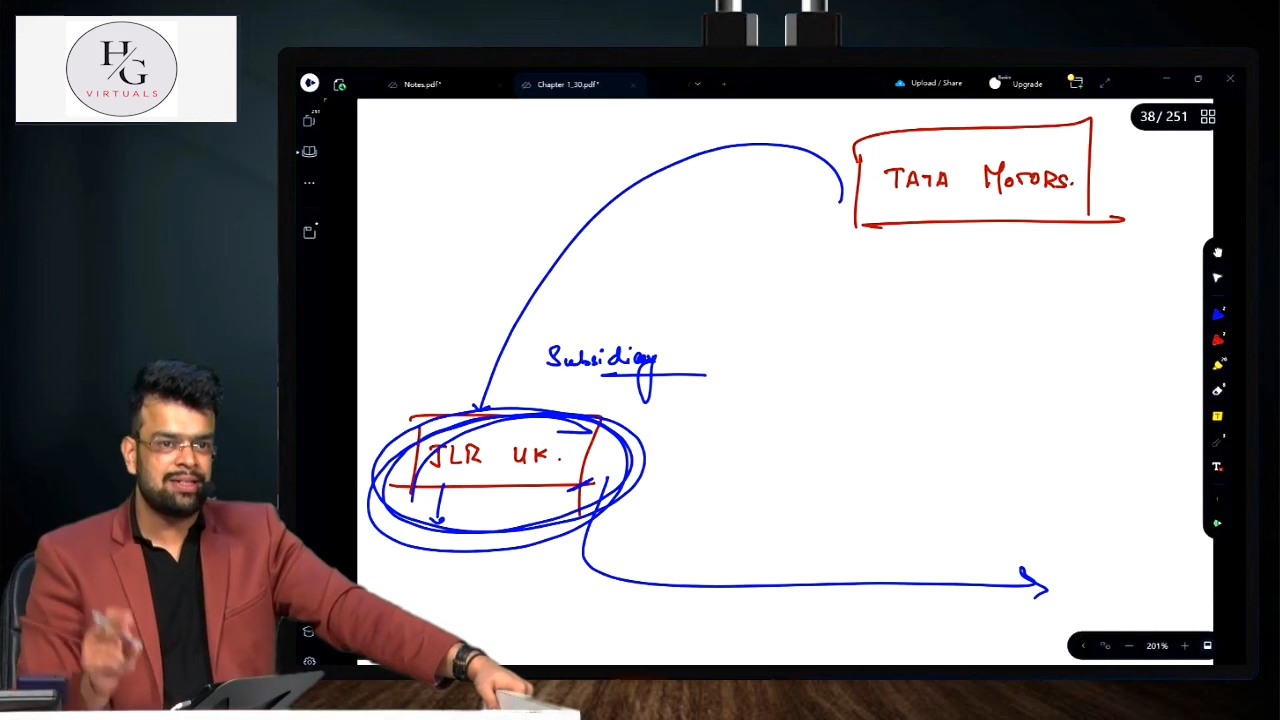 H/G
VIRTUALS
Notes.pdf*
Chapter 1_30.pdf*
Upload / Share
Upgrade
38/251
TATA MOTORS.
Subsidiary
JLR UK.
201%